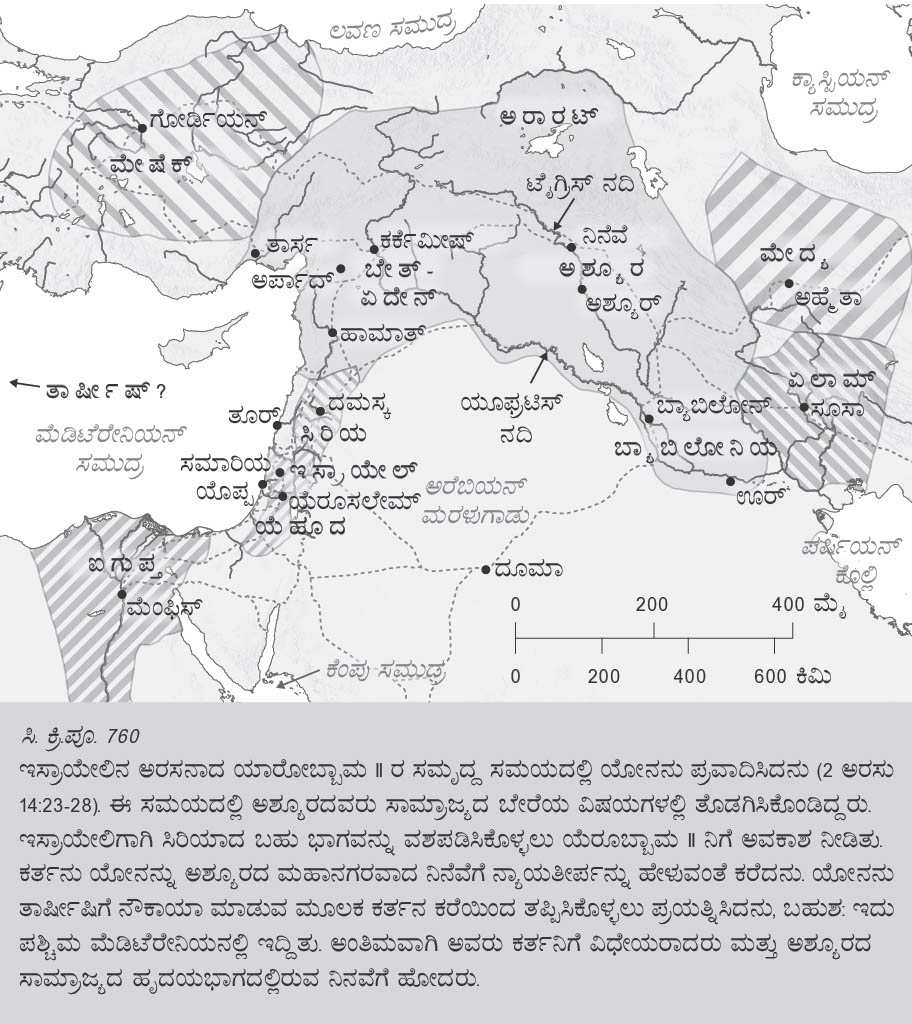 ಲವಣ ಸಮುದ್ರ
ಕ್ಯಾಸ್ಪಿಯನ್
ಸಮುದ್ರ
ಗೋರ್ಡಿಯನ್
ಮೇಷೆಕ್
ಅರಾರಟ್
ಟೈಗ್ರಿಸ್ ನದಿ
ನಿನೆವೆ
ತಾರ್ಸ
ಕರ್ಕೆಮೀಷ್
ಅರ್ಪಾದ್
ಬೇತ್-
ಏದೇನ್
ಅಶ್ಯೂರ
ಅಶ್ಯೂರ್
ಮೇದ್ಯ
ಅಹ್ಮೆತಾ
ಹಾಮಾತ್
ತಾರ್ಷೀಷ್?
ಮೆಡಿಟೆರೇನಿಯನ್
ಸಮುದ್ರ
ತೂರ್
ದಮಸ್ಕ
ಸಿರಿಯ
ಯೂಫ್ರಟಿಸ್
ನದಿ
ಬ್ಯಾಬಿಲೋನ್
ಬ್ಯಾಬಿಲೋನಿಯ
ಏಲಾಮ್
ಸೂಸಾ
ಸಮಾರಿಯ
ಇಸ್ರಾಯೇಲ್
ಯೊಪ್ಪ
ಯೆರೂಸಲೇಮ್
ಯೆಹೂದ
ಅರೆಬಿಯನ್
ಮರಳುಗಾಡು
ಊರ್
ಪರ್ಷಿಯನ್
ಕೊಲ್ಲಿ
ಐಗುಪ್ತ
ಮೆಂಫಿಸ್
ದೂಮಾ
ಕೆಂಪು ಸಮುದ್ರ
0 200 400 ಮೈ
0 200 400 600 ಕಿಮಿ
ಸಿ. ಕ್ರಿ.ಪೂ. 760
ಇಸ್ರಾಯೇಲಿನ ಅರಸನಾದ ಯಾರೋಬ್ಬಾಮ II ರ ಸಮೃದ್ದ ಸಮಯದಲ್ಲಿ ಯೋನನು ಪ್ರವಾದಿಸಿದನು (2 ಅರಸು
14:23-28). ಈ ಸಮಯದಲ್ಲಿ ಅಶ್ಯೂರದವರು ಸಾಮ್ರಾಜ್ಯದ ಬೇರೆಯ ವಿಷಯಗಳಲ್ಲಿ ತೊಡಗಿಸಿಕೊಂಡಿದ್ದರು.
ಇಸ್ರಾಯೇಲಿಗಾಗಿ ಸಿರಿಯಾದ ಬಹು ಭಾಗವನ್ನು ವಶಪಡಿಸಿಕೊಳ್ಳಲು ಯೆರೂಬ್ಬಾಮ II ನಿಗೆ ಅವಕಾಶ ನೀಡಿತು.
ಕರ್ತನು ಯೋನನ್ನು ಅಶ್ಯೂರದ ಮಹಾನಗರವಾದ ನಿನೆವೆಗೆ ನ್ಯಾಯತೀರ್ಪನ್ನು ಹೇಳುವಂತೆ ಕರೆದನು. ಯೋನನು
ತಾರ್ಷೀಷಿಗೆ ನೌಕಾಯಾ ಮಾಡುವ ಮೂಲಕ ಕರ್ತನ ಕರೆಯಿಂದ ತಪ್ಪಿಸಿಕೊಳ್ಳಲು ಪ್ರಯತ್ನಿಸಿದನು, ಬಹುಶ: ಇದು
ಪಶ್ಚಿಮ ಮೆಡಿಟೆರೇನಿಯನಲ್ಲಿ ಇದ್ದಿತು. ಅಂತಿಮವಾಗಿ ಅವರು ಕರ್ತನಿಗೆ ವಿಧೇಯರಾದರು ಮತ್ತು ಅಶ್ಯೂರದ
ಸಾಮ್ರಾಜ್ಯದ ಹೃದಯಭಾಗದಲ್ಲಿರುವ ನಿನವೆಗೆ ಹೋದರು.